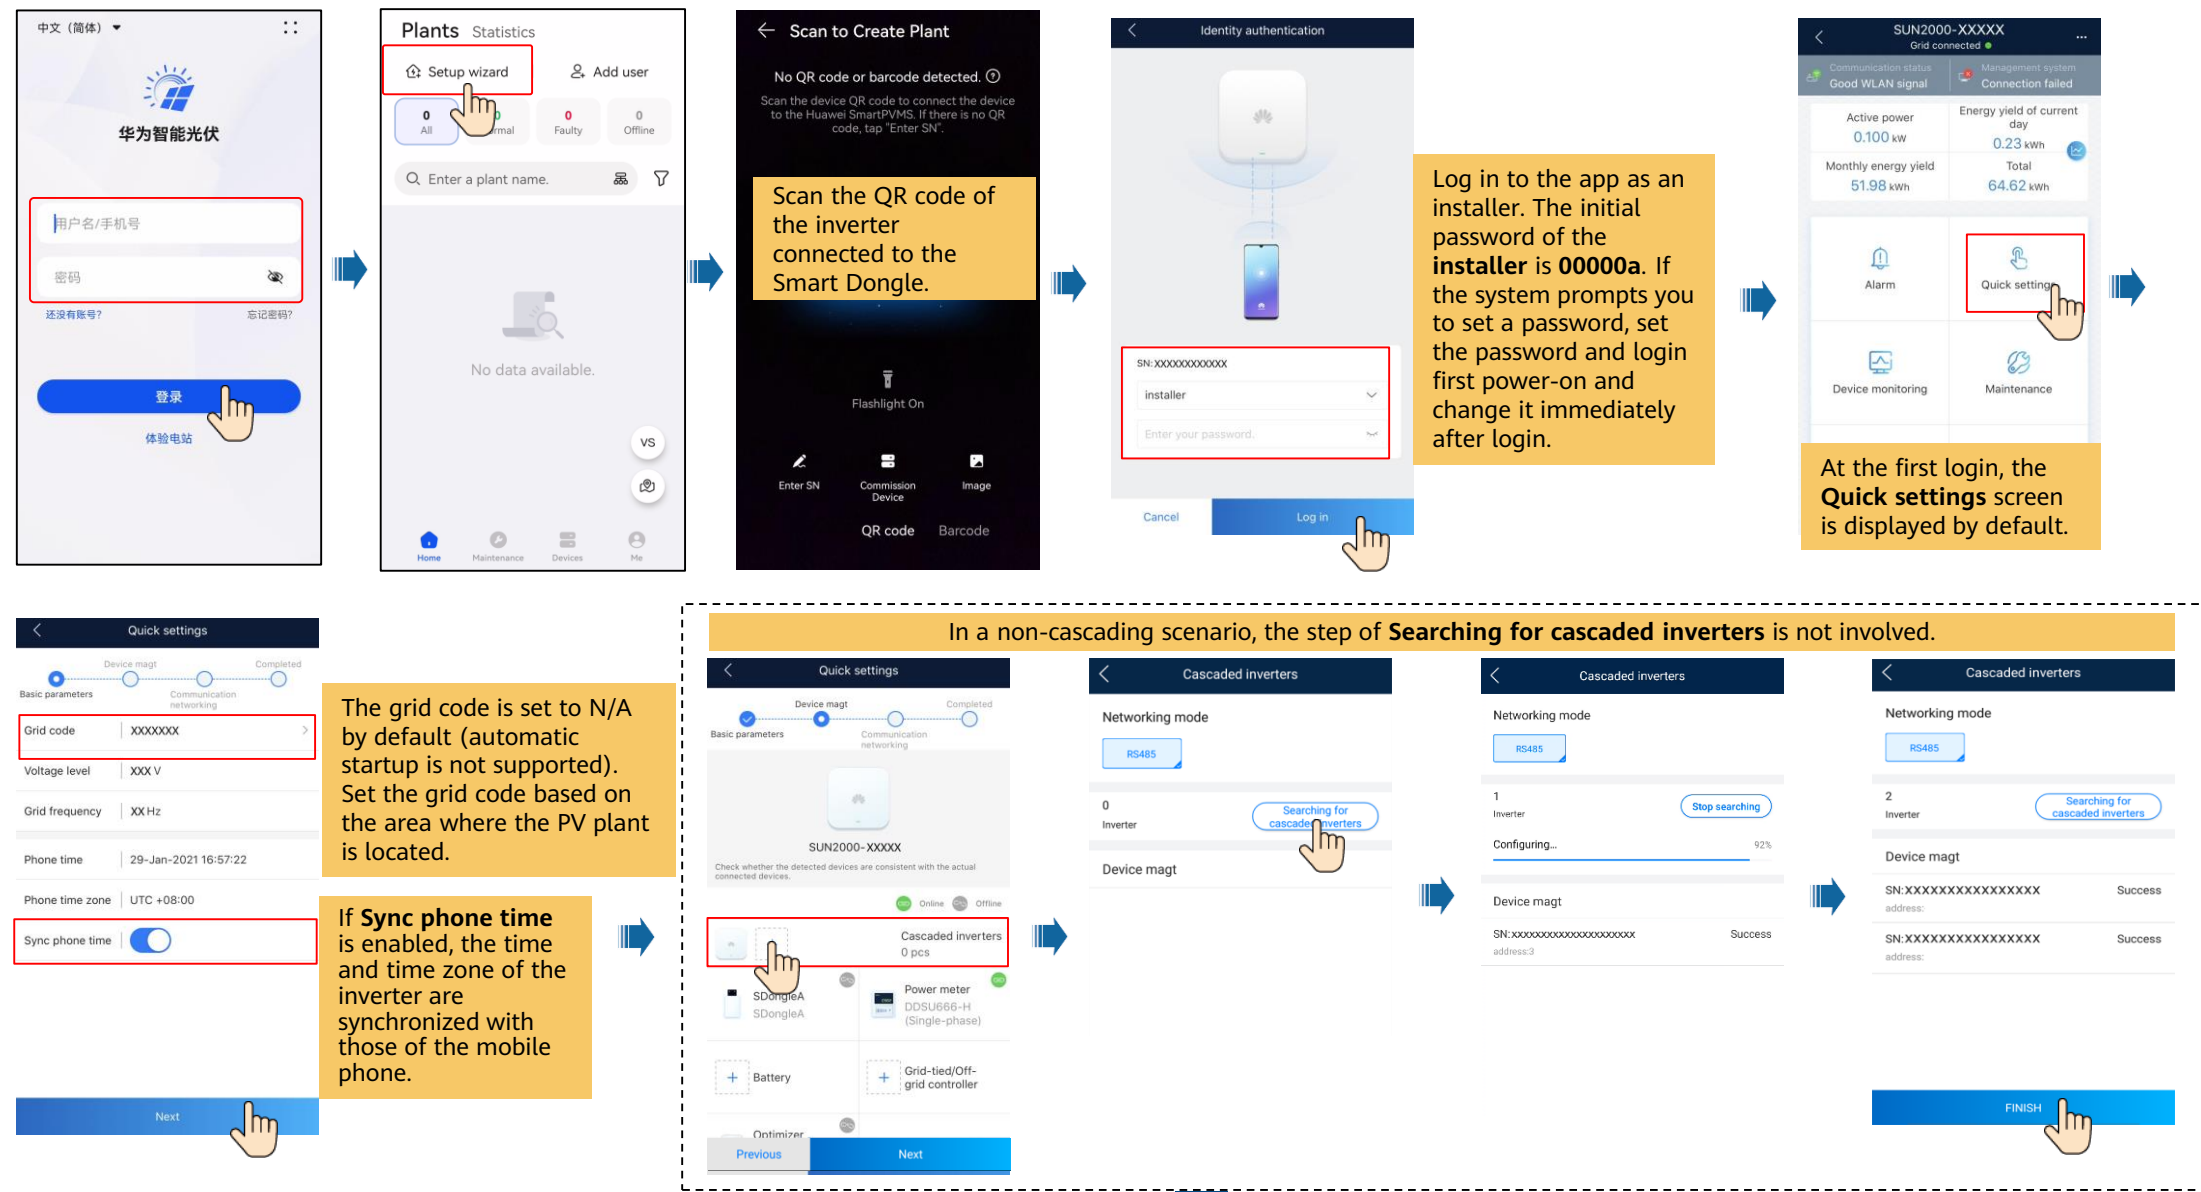 中文（简体）
华为智能光伏
用户名/手机号
密码
还没有账号?
忘记密码?
登录
体验电站
Plants Statistics
Setup wizard
Add user
0
All
0
0
Faulty
0
Offline
Enter a plant name.
No data available.
VS
Home
Maintenance
Devices
Me
Scan to Create Plant
No QR code or barcode detected.
Scan the device QR code to connect the device
to the Huawei SmartPVMS. If there is no QR
code, tap "Enter SN".
Scan the QR code of
the inverter
connected to the
Smart Dongle.
Flashlight On
Enter SN
Commission
Device
Image
QR code Barcode
Identity authentication
SN:XXXXXXXXXXXX
installer
Enter your password.
Cancel
Log in
Log in to the app as an
installer. The initial
password of the
installer is 00000a. If
the system prompts you
to set a password, set
the password and login
first power-on and
change it immediately
after login.
SUN2000-XXXXX
Grid connected
Communication status
Good WLAN signal
Management system
Connection failed
Active power
0.100 kW
Energy yield of current
day
0.23 kWh
Monthly energy yield
51.98 kWh
Total
64.62 kWh
Alarm
Quick settings
Device monitoring
Maintenance
At the first login, the
Quick settings screen
is displayed by default.
Quick settings
Device magt
Completed
Basic parameters
Communication
networking
Grid code XXXXXXX
Voltage level XXX V
Grid frequency XX Hz
Phone time 29-Jan-2021 16:57:22
Phone time zone UTC +08:00
Sync phone time
Next
The grid code is set to N/A
by default (automatic
startup is not supported).
Set the grid code based on
the area where the PV plant
is located.
If Sync phone time
is enabled, the time
and time zone of the
inverter are
synchronized with
those of the mobile
phone.
In a non-cascading scenario, the step of Searching for cascaded inverters is not involved.
Quick settings
Device magt
Completed
Basic parameters
Communication
networking
SUN2000-XXXXX
Check whether the detected devices are consistent with the actual
connected devices.
Online Offline
Cascaded inverters
0 pcs
SDongleA
SDongleA
Power meter
DDSU666-H
(Single-phase)
Battery
Grid-tied/Off-
grid controller
Optimizer
Previous
Next
Cascaded inverters
Networking mode
RS485
0
Inverter
Searching for
cascaded inverters
Device magt
Cascaded inverters
Networking mode
RS485
1
Inverter
Stop searching
Configuring...
92%
Device magt
SN:XXXXXXXXXXXXXXXXXXXX Success
address:3
Cascaded inverters
Networking mode
RS485
2
Inverter
Searching for
cascaded inverters
Device magt
SN:XXXXXXXXXXXXXXXX Success
address:
SN:XXXXXXXXXXXXXXXX Success
address:
FINISH